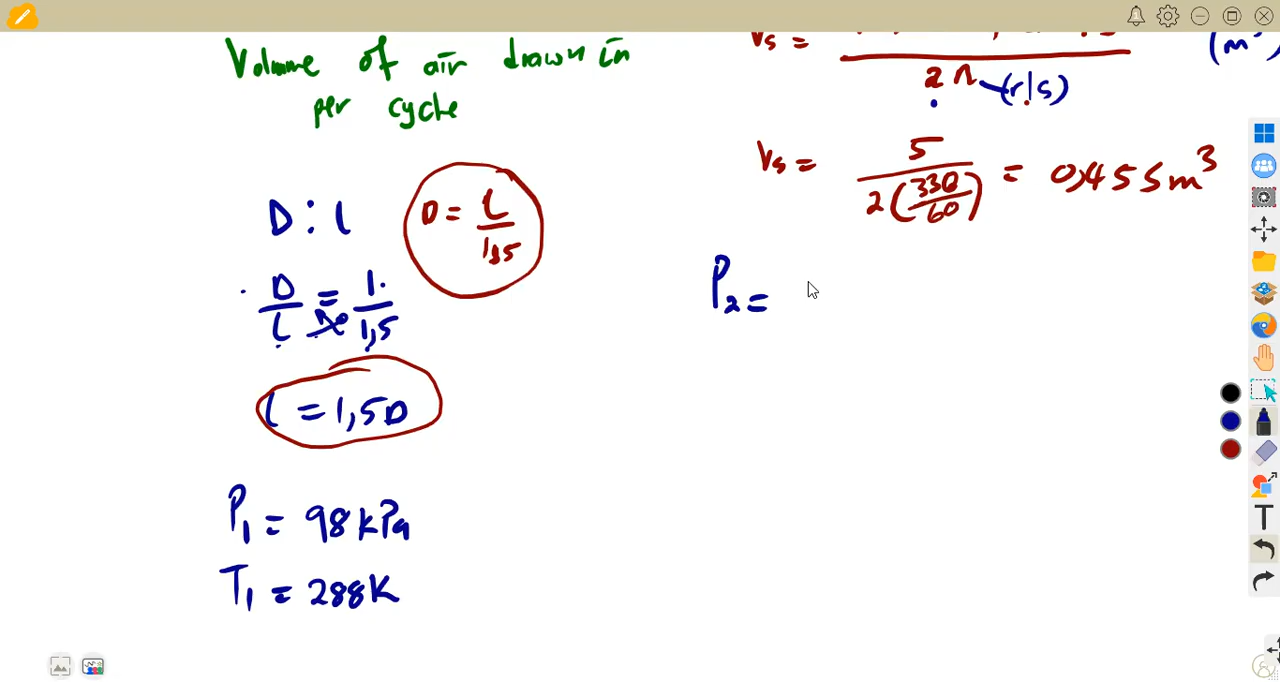 Volume of air drawn in
per cycle
D : L
D = L / 1,5
D / L = 1 / 1,5
L = 1,5D
P1 = 98 kPa
T1 = 288K
Vs =
2 n (r/s)
Vs = 5 / 2(330/60) = 0,455 m³
P2 =
T